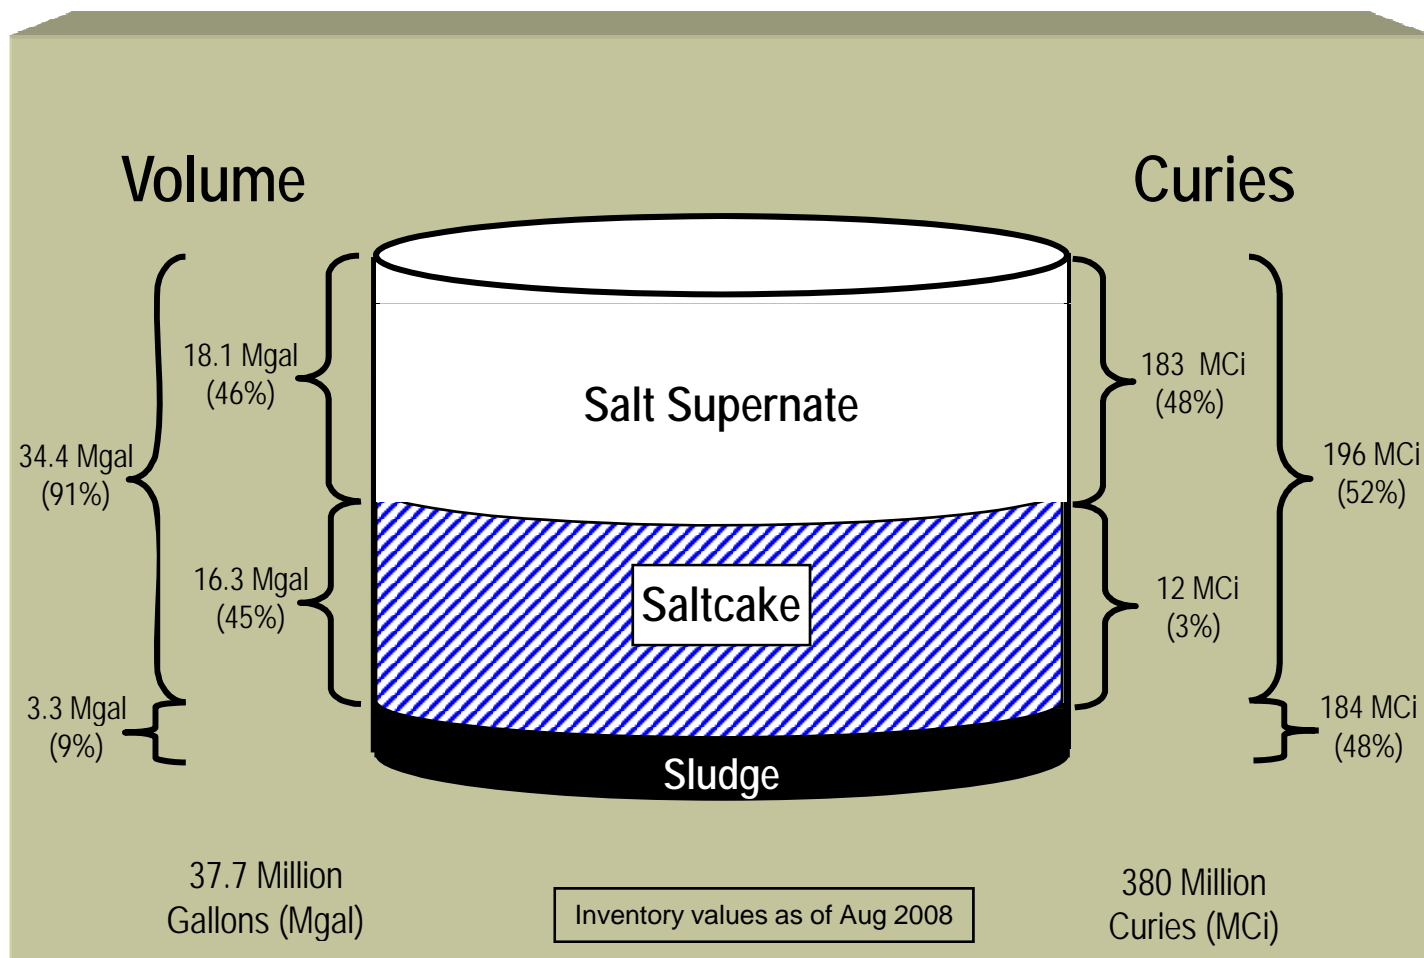 Volume
Curies
18.1 Mgal
(46%)
34.4 Mgal
(91%)
16.3 Mgal
(45%)
3.3 Mgal
(9%)
Salt Supernate
Saltcake
Sludge
183 MCi
(48%)
196 MCi
(52%)
12 MCi
(3%)
184 MCi
(48%)
37.7 Million
Gallons (Mgal)
Inventory values as of Aug 2008
380 Million
Curies (MCi)